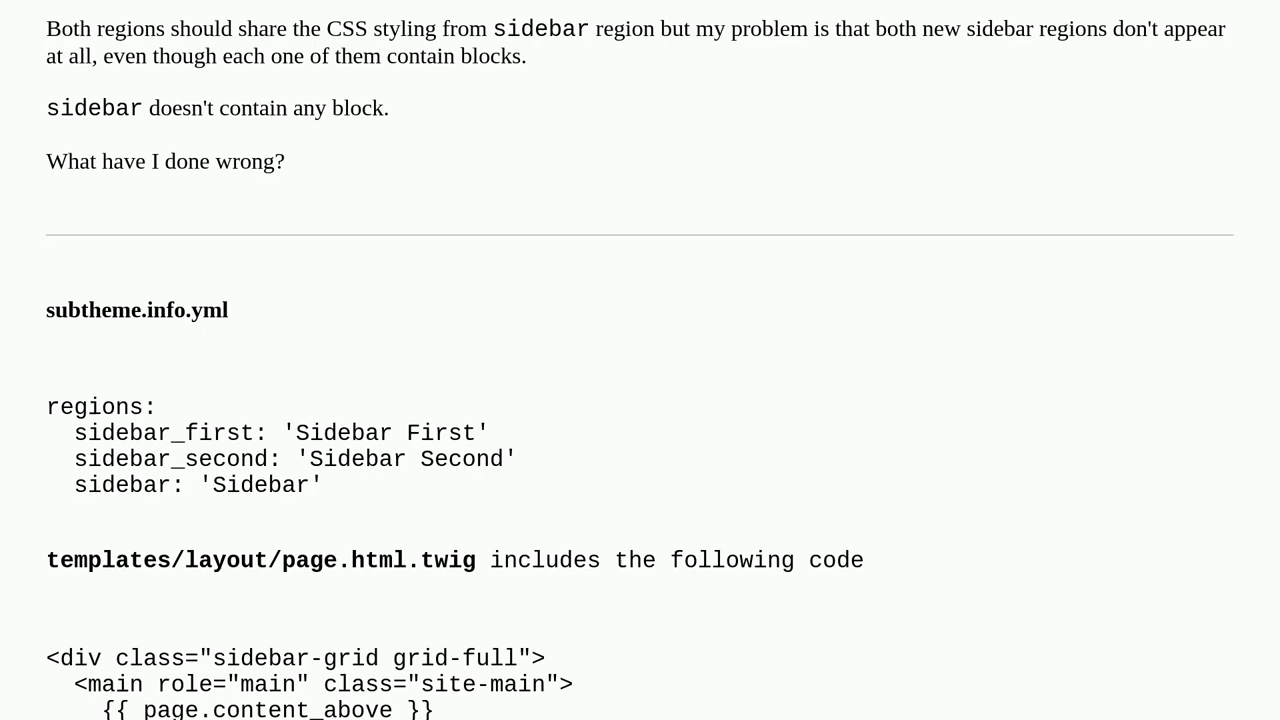 Both regions should share the CSS styling from sidebar region but my problem is that both new sidebar regions don't appear
at all, even though each one of them contain blocks.
sidebar doesn't contain any block.
What have I done wrong?
subtheme.info.yml
regions:
  sidebar_first: 'Sidebar First'
  sidebar_second: 'Sidebar Second'
  sidebar: 'Sidebar'
templates/layout/page.html.twig includes the following code
<div class="sidebar-grid grid-full">
  <main role="main" class="site-main">
    {{ page.content_above }}